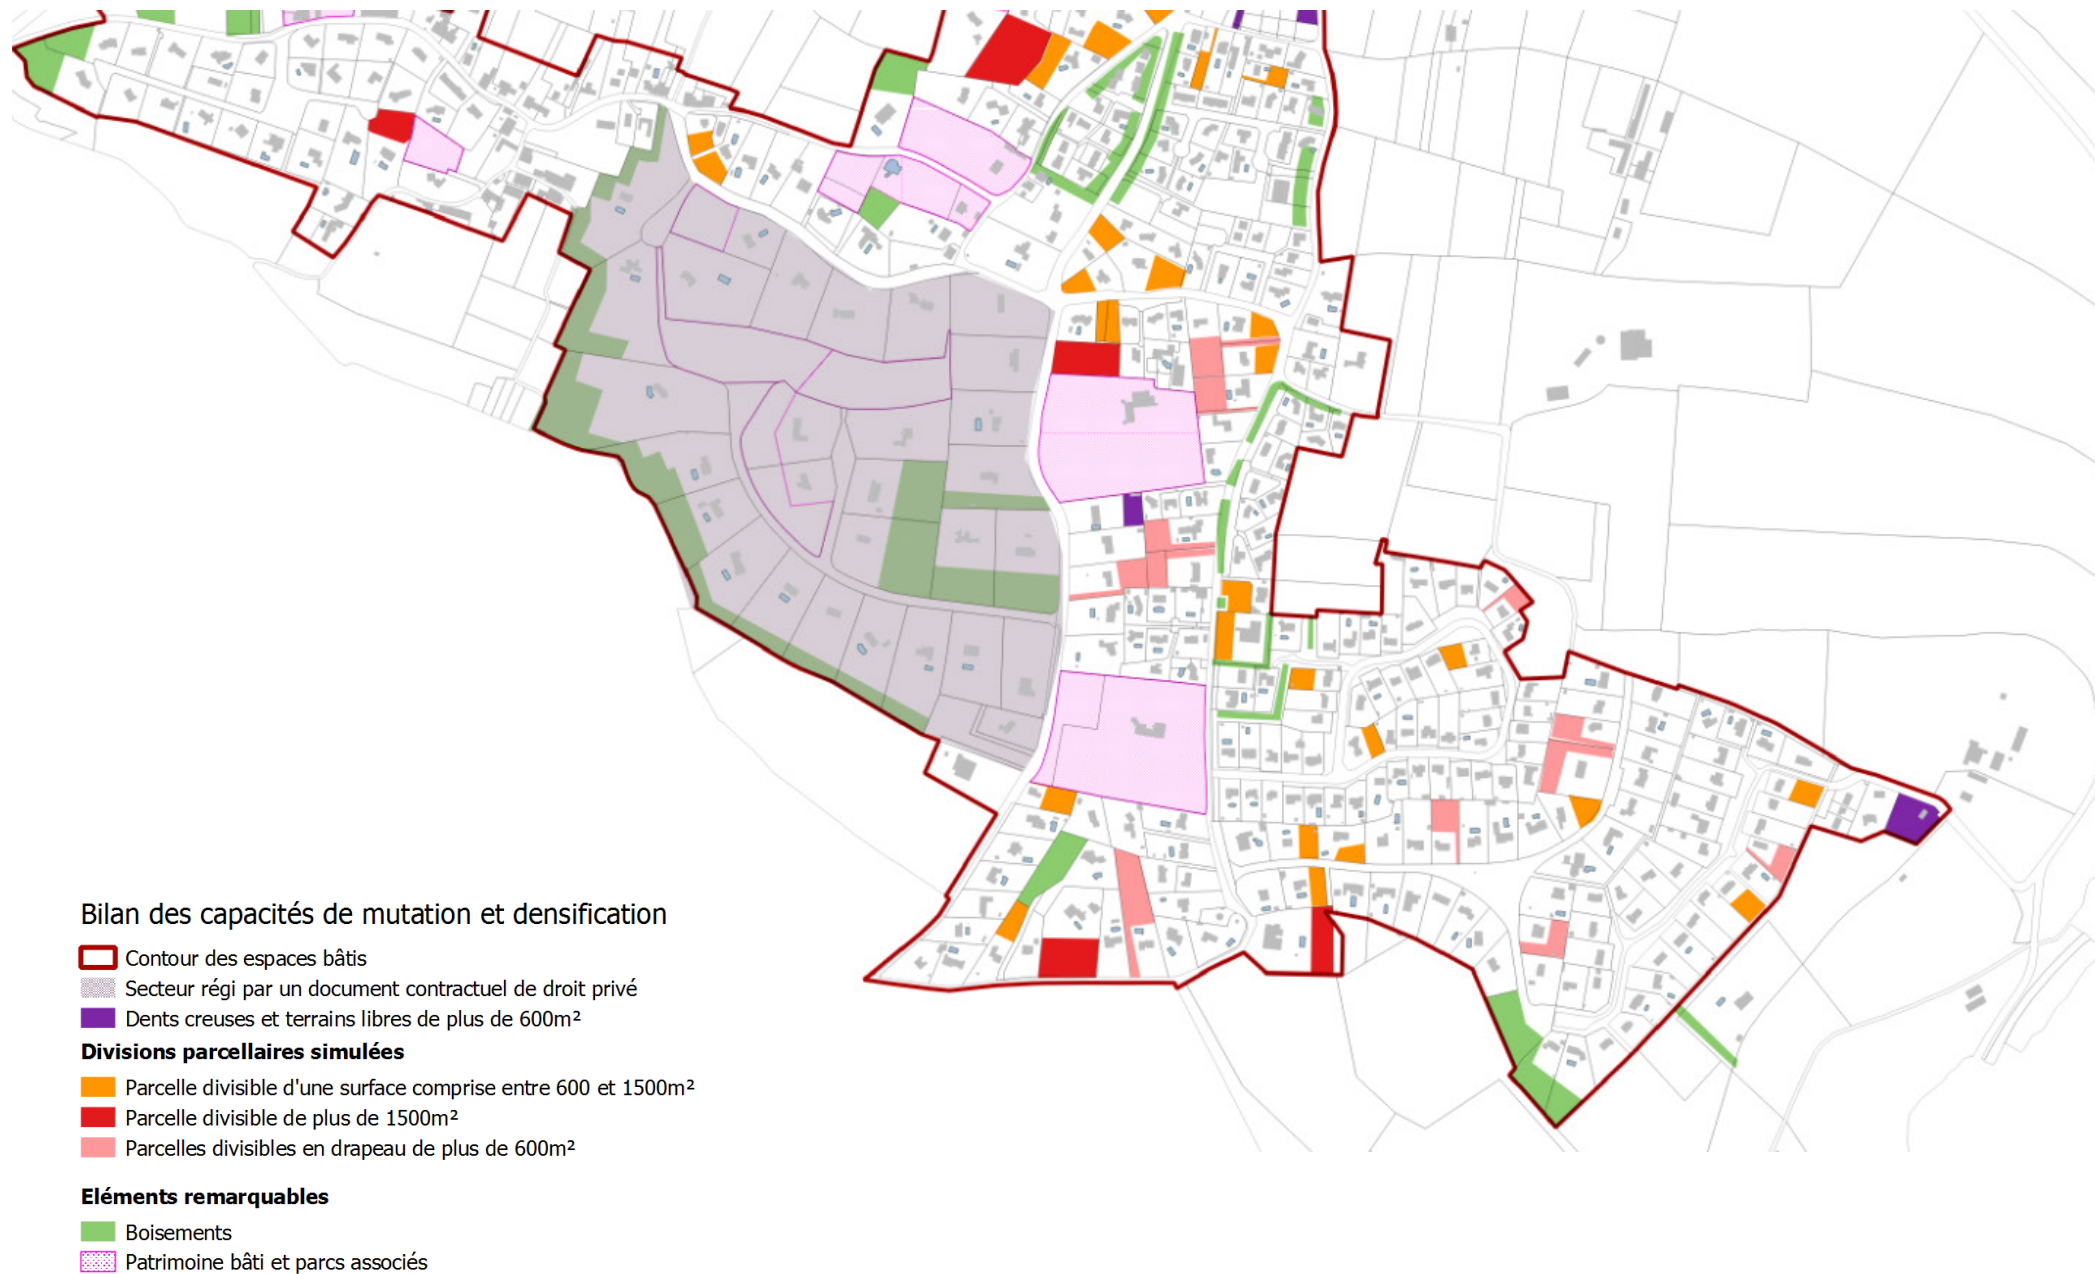 Bilan des capacités de mutation et densification
Contour des espaces bâtis
Secteur régi par un document contractuel de droit privé
Dents creuses et terrains libres de plus de 600m²
Divisions parcellaires simulées
Parcelle divisible d'une surface comprise entre 600 et 1500m²
Parcelle divisible de plus de 1500m²
Parcelles divisibles en drapeau de plus de 600m²
Eléments remarquables
Boisements
Patrimoine bâti et parcs associés